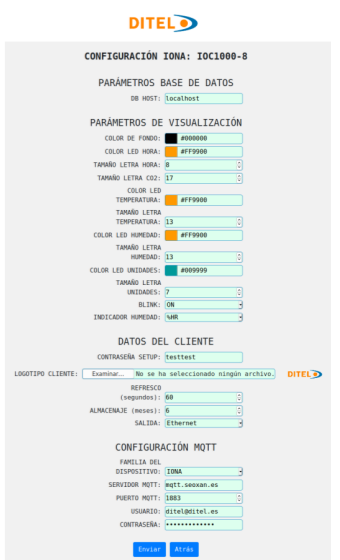 DITEL
CONFIGURACIÓN IONA: IOC1000-8
PARÁMETROS BASE DE DATOS
DB HOST: localhost
PARÁMETROS DE VISUALIZACIÓN
COLOR DE FONDO: #000000
COLOR LED HORA: #FF9900
TAMAÑO LETRA HORA: 8
TAMAÑO LETRA CO2: 17
COLOR LED
TEMPERATURA: #FF9900
TAMAÑO LETRA
TEMPERATURA: 13
COLOR LED HUMEDAD: #FF9900
TAMAÑO LETRA
HUMEDAD: 13
COLOR LED UNIDADES: #009999
TAMAÑO LETRA
UNIDADES: 7
BLINK: ON
INDICADOR HUMEDAD: %HR
DATOS DEL CLIENTE
CONTRASEÑA SETUP: testtest
LOGOTIPO CLIENTE: Examinar... No se ha seleccionado ningún archivo. DITEL
REFRESCO
(segundos): 60
ALMACENAJE (meses): 6
SALIDA: Ethernet
CONFIGURACIÓN MQTT
FAMILIA DEL
DISPOSITIVO: IONA
SERVIDOR MQTT: mqtt.seoxan.es
PUERTO MQTT: 1883
USUARIO: ditel@ditel.es
CONTRASEÑA: •••••••••••••
Enviar Atrás